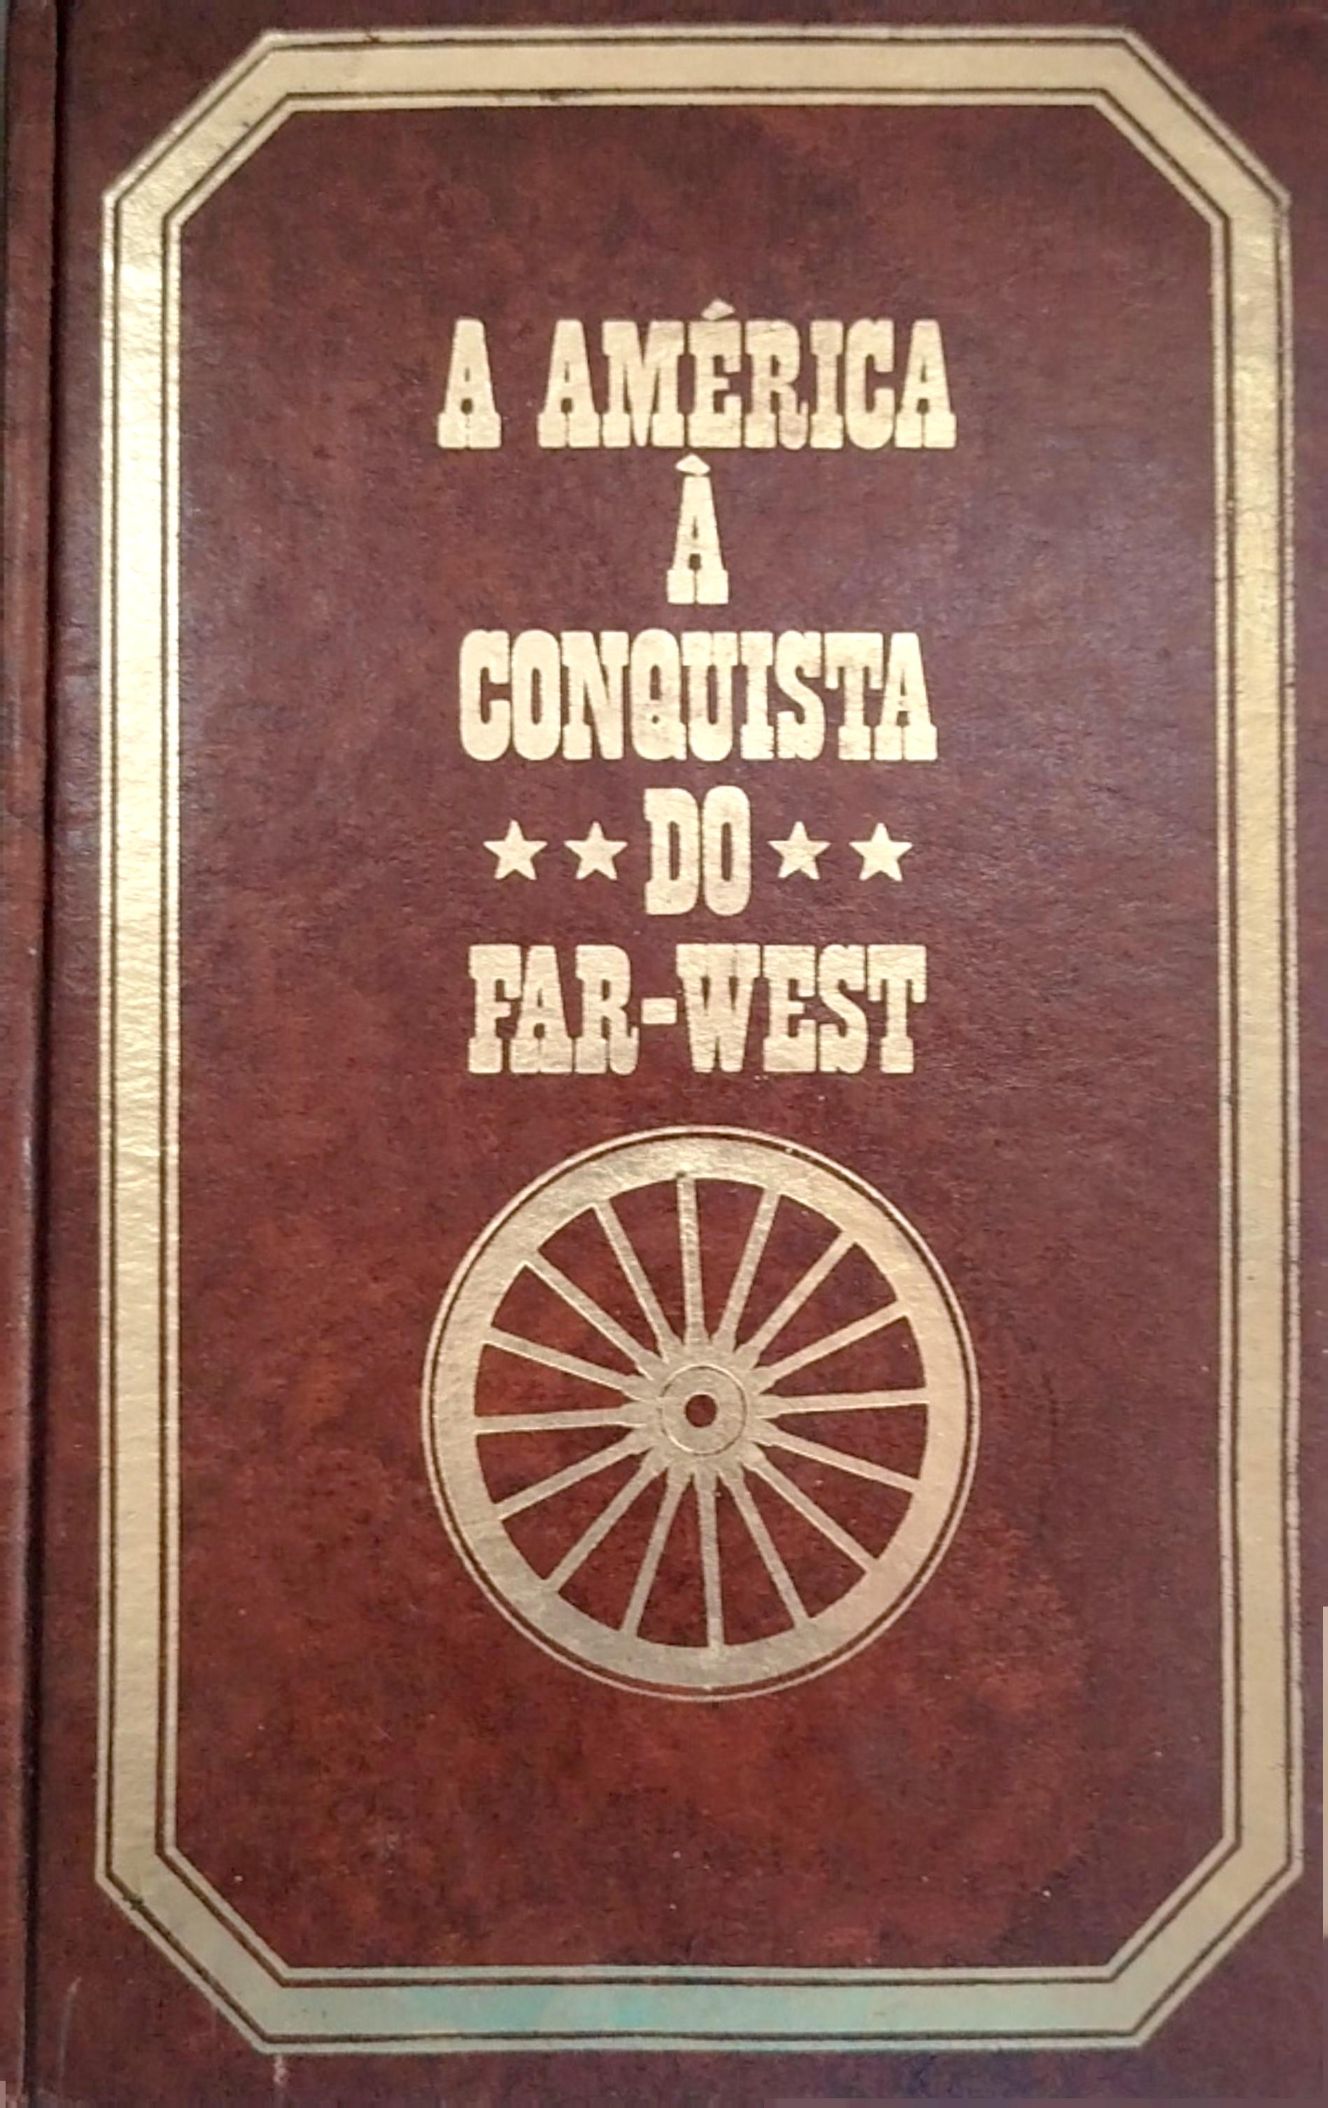 A AMÉRICA
À
CONQUISTA
★ ★ DO ★ ★
FAR-WEST